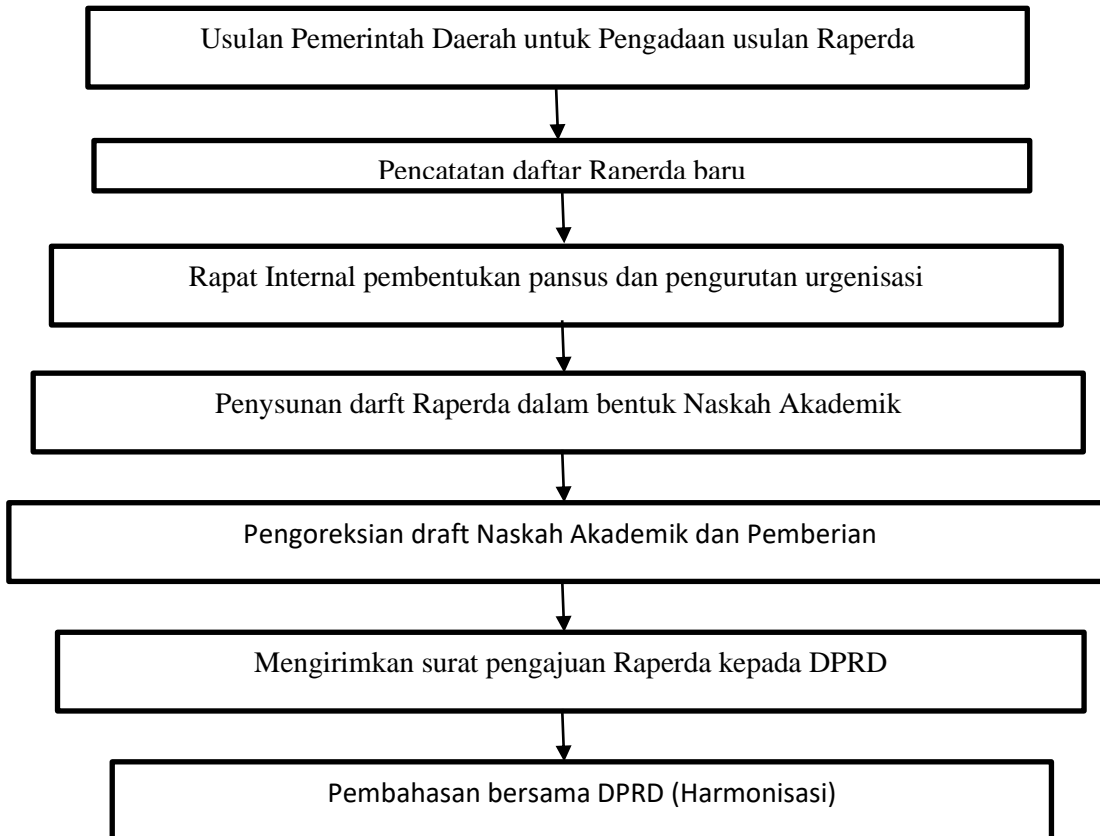 Usulan Pemerintah Daerah untuk Pengadaan usulan Raperda
Pencatatan daftar Raperda baru
Rapat Internal pembentukan pansus dan pengurutan urgenisasi
Penysunan darft Raperda dalam bentuk Naskah Akademik
Pengoreksian draft Naskah Akademik dan Pemberian
Mengirimkan surat pengajuan Raperda kepada DPRD
Pembahasan bersama DPRD (Harmonisasi)